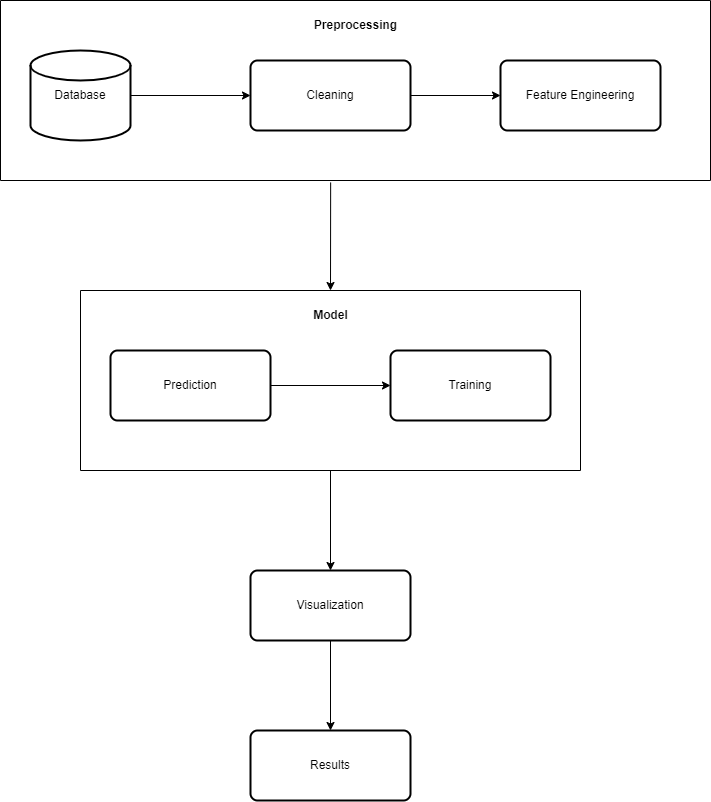 Preprocessing
Database
Cleaning
Feature Engineering
Model
Prediction
Training
Visualization
Results